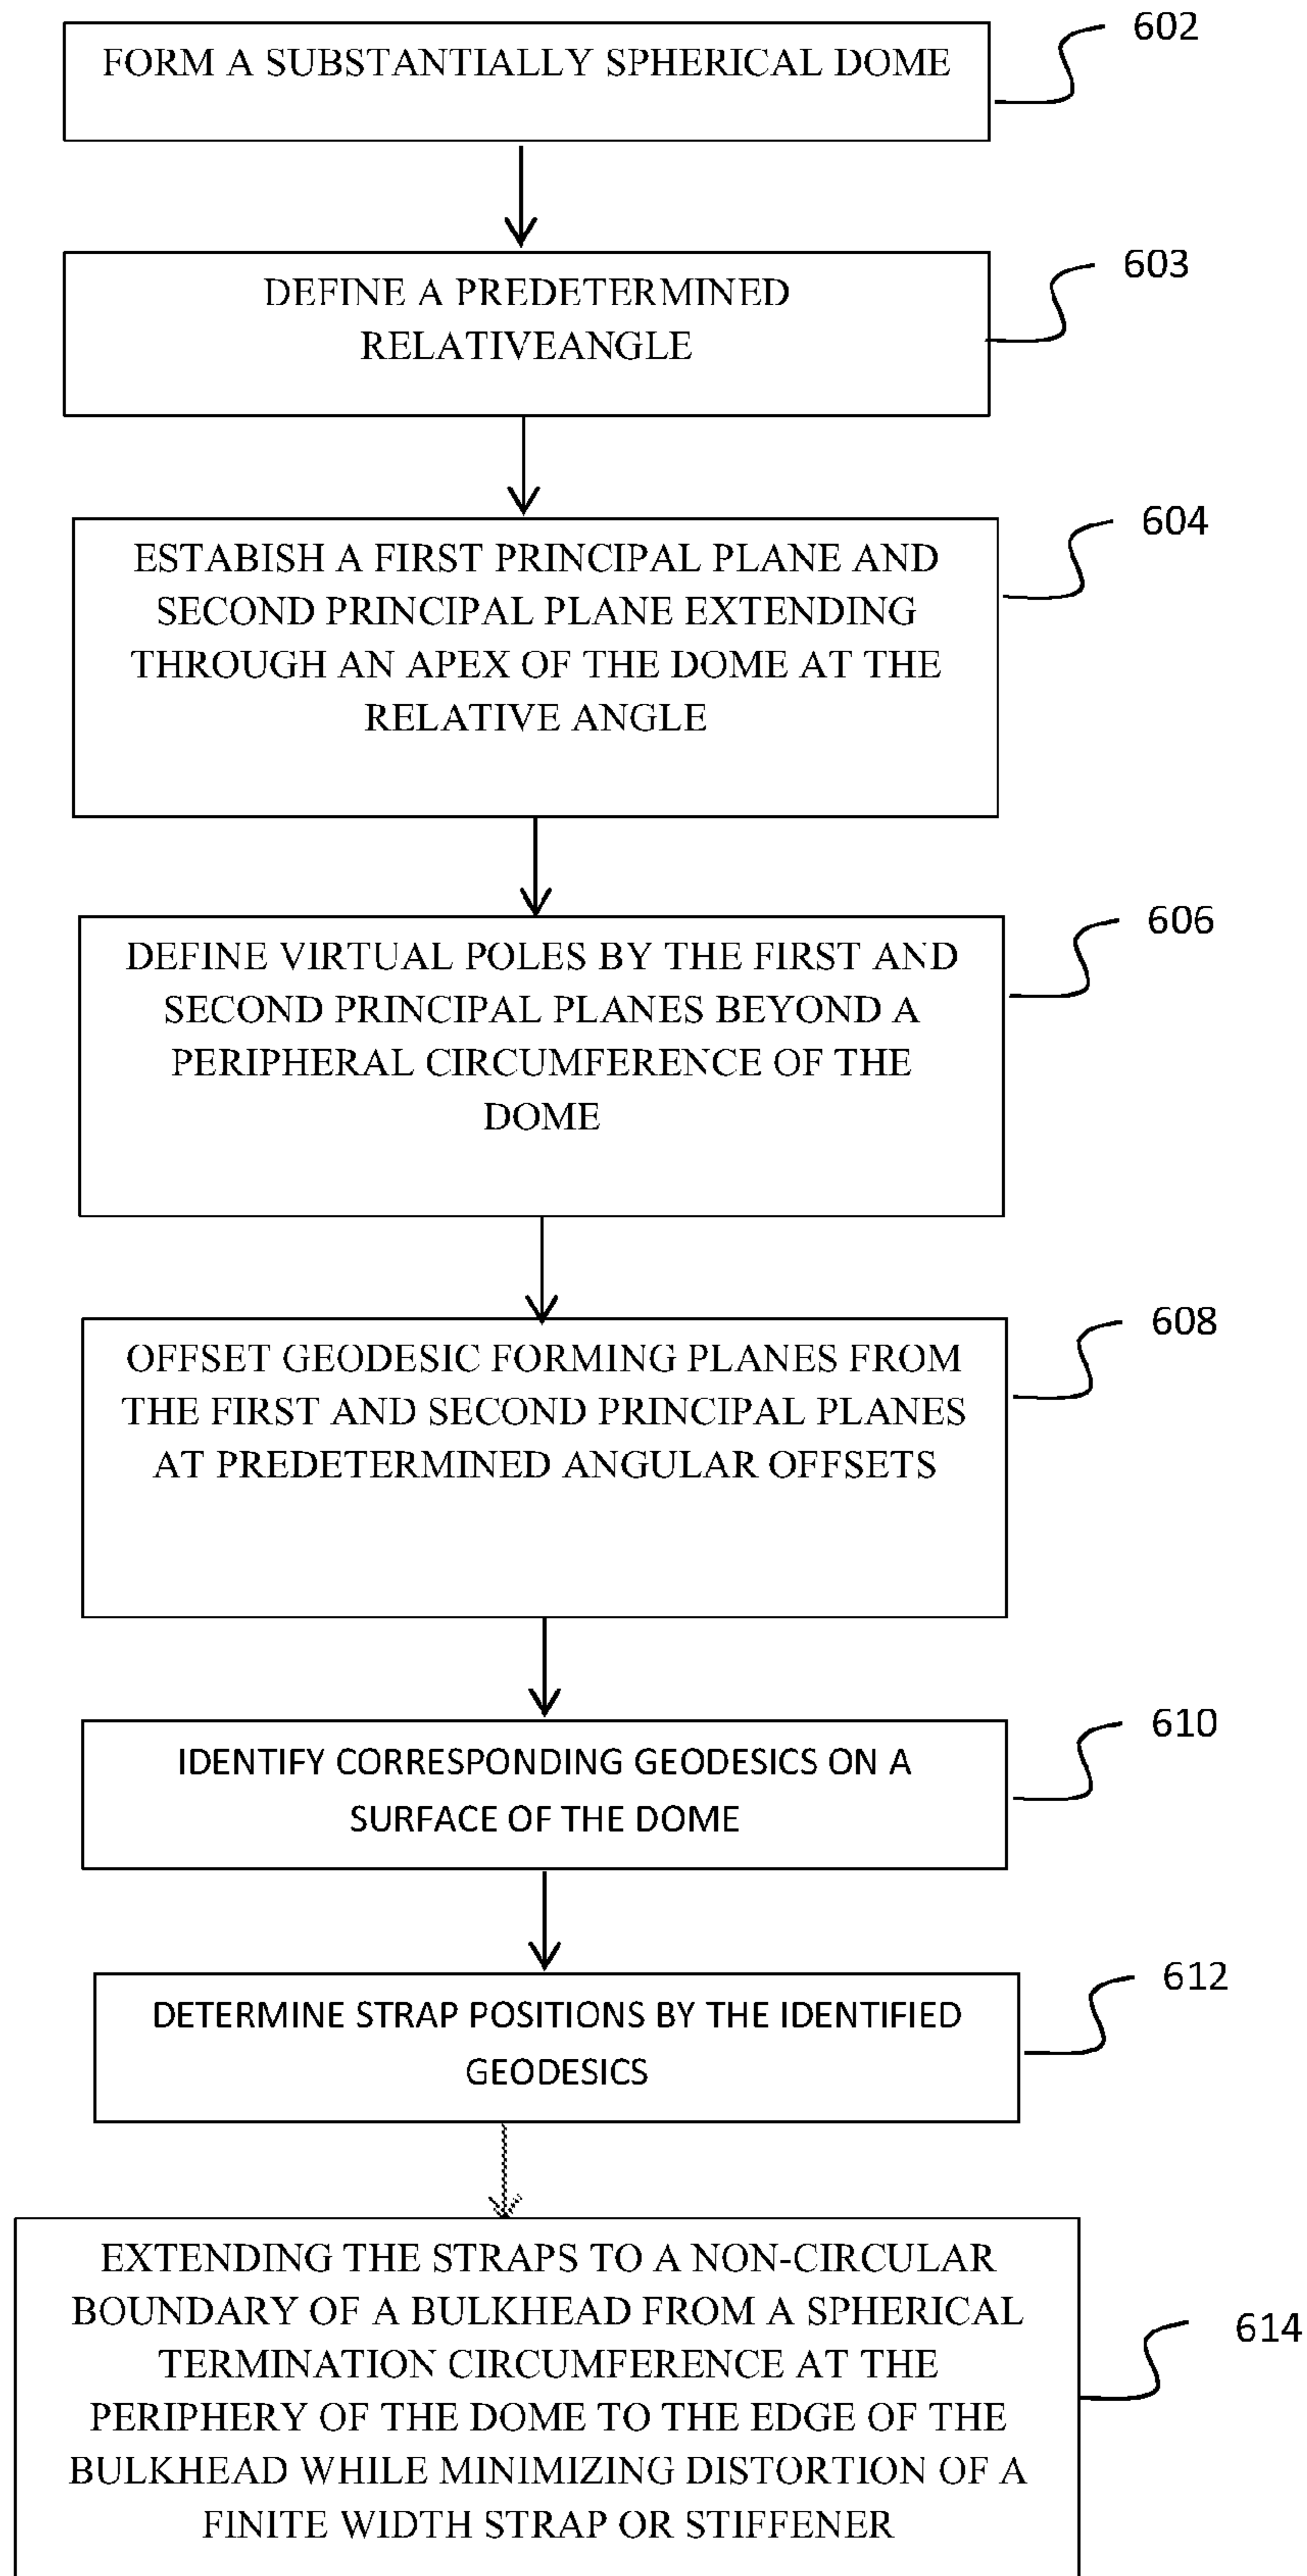 602
FORM A SUBSTANTIALLY SPHERICAL DOME
603
DEFINE A PREDETERMINED
RELATIVEANGLE
604
ESTABISH A FIRST PRINCIPAL PLANE AND
SECOND PRINCIPAL PLANE EXTENDING
THROUGH AN APEX OF THE DOME AT THE
RELATIVE ANGLE
606
DEFINE VIRTUAL POLES BY THE FIRST AND
SECOND PRINCIPAL PLANES BEYOND A
PERIPHERAL CIRCUMFERENCE OF THE
DOME
608
OFFSET GEODESIC FORMING PLANES FROM
THE FIRST AND SECOND PRINCIPAL PLANES
AT PREDETERMINED ANGULAR OFFSETS
610
IDENTIFY CORRESPONDING GEODESICS ON A
SURFACE OF THE DOME
612
DETERMINE STRAP POSITIONS BY THE IDENTIFIED
GEODESICS
614
EXTENDING THE STRAPS TO A NON-CIRCULAR
BOUNDARY OF A BULKHEAD FROM A SPHERICAL
TERMINATION CIRCUMFERENCE AT THE
PERIPHERY OF THE DOME TO THE EDGE OF THE
BULKHEAD WHILE MINIMIZING DISTORTION OF A
FINITE WIDTH STRAP OR STIFFENER